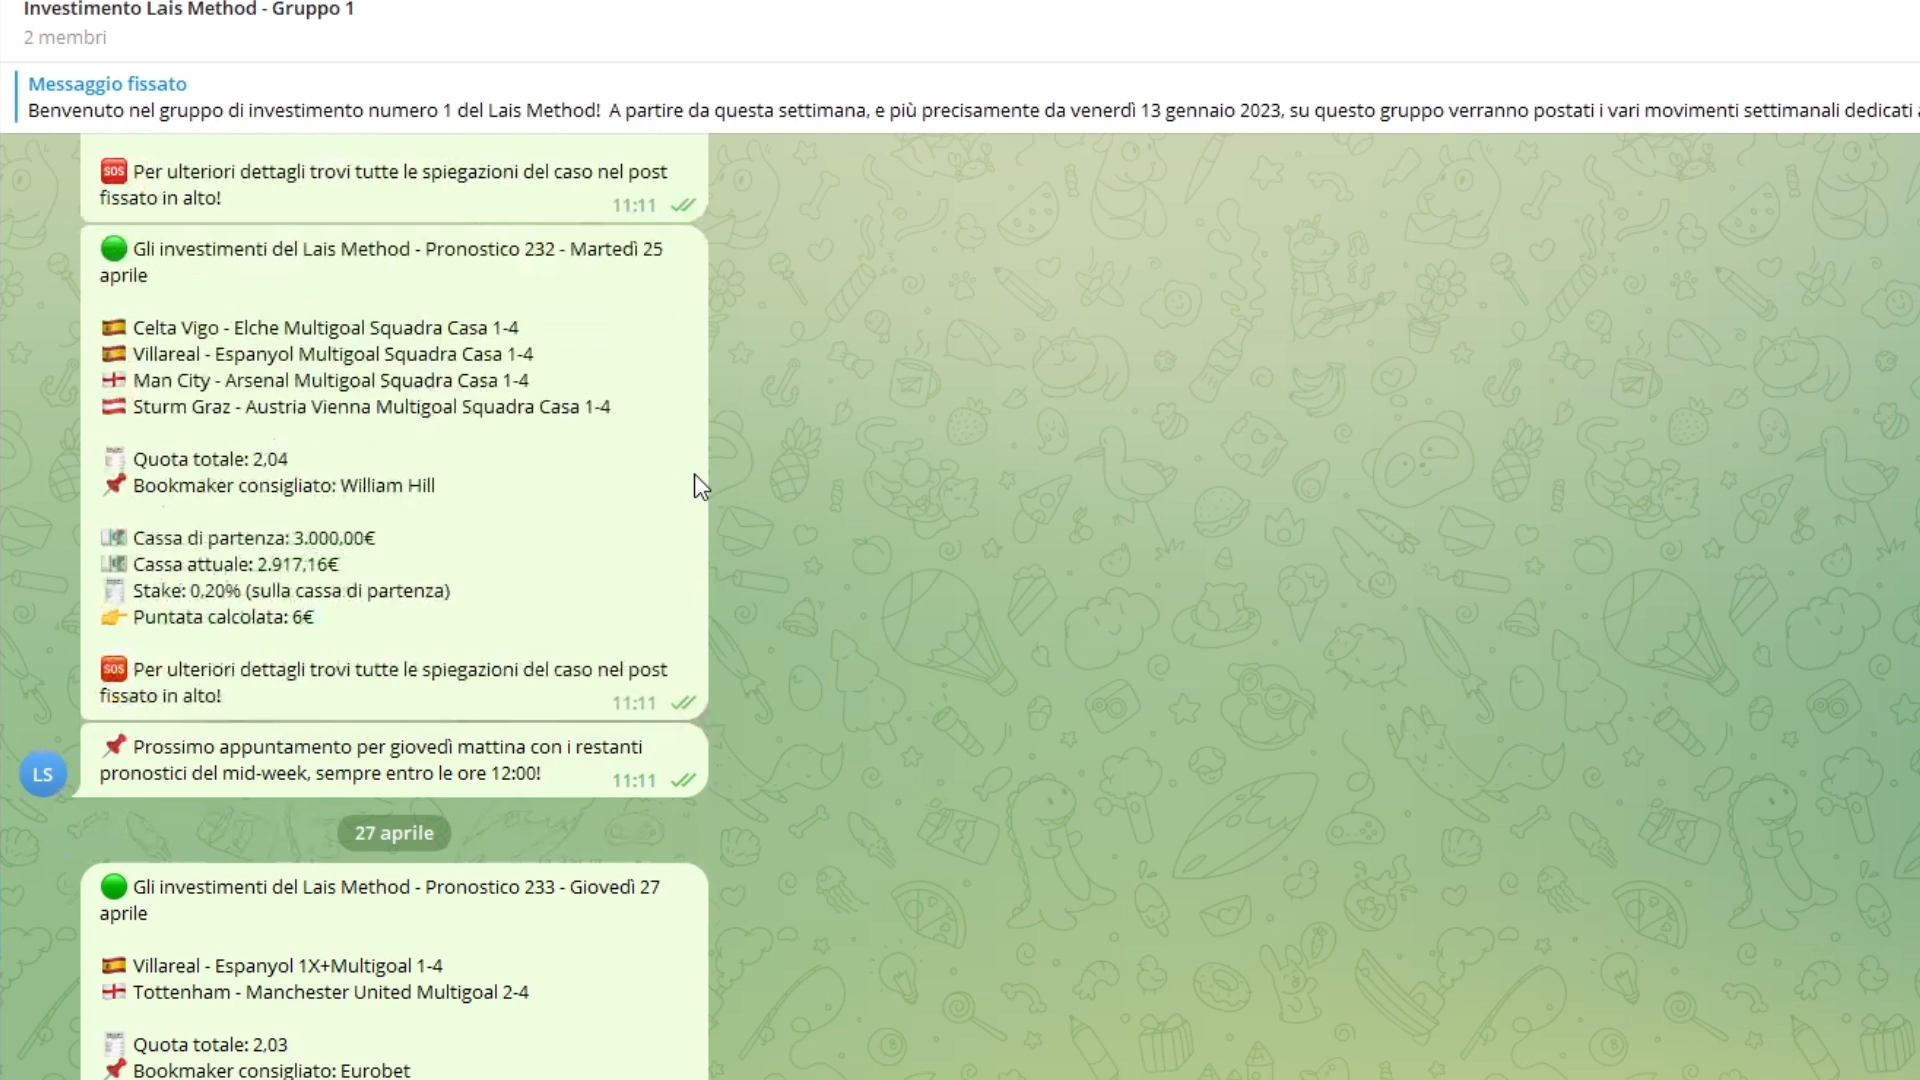 Investimento Lais Method - Gruppo 1
2 membri
Messaggio fissato
Benvenuto nel gruppo di investimento numero 1 del Lais Method! A partire da questa settimana, e più precisamente da venerdì 13 gennaio 2023, su questo gruppo verranno postati i vari movimenti settimanali dedicati
SOS Per ulteriori dettagli trovi tutte le spiegazioni del caso nel post
fissato in alto!
11:11
Gli investimenti del Lais Method - Pronostico 232 - Martedì 25
aprile
Celta Vigo - Elche Multigoal Squadra Casa 1-4
Villareal - Espanyol Multigoal Squadra Casa 1-4
Man City - Arsenal Multigoal Squadra Casa 1-4
Sturm Graz - Austria Vienna Multigoal Squadra Casa 1-4
Quota totale: 2,04
Bookmaker consigliato: William Hill
Cassa di partenza: 3.000,00€
Cassa attuale: 2.917,16€
Stake: 0,20% (sulla cassa di partenza)
Puntata calcolata: 6€
SOS Per ulteriori dettagli trovi tutte le spiegazioni del caso nel post
fissato in alto!
11:11
Prossimo appuntamento per giovedì mattina con i restanti
pronostici del mid-week, sempre entro le ore 12:00!
11:11
LS
27 aprile
Gli investimenti del Lais Method - Pronostico 233 - Giovedì 27
aprile
Villareal - Espanyol 1X+Multigoal 1-4
Tottenham - Manchester United Multigoal 2-4
Quota totale: 2,03
Bookmaker consigliato: Eurobet